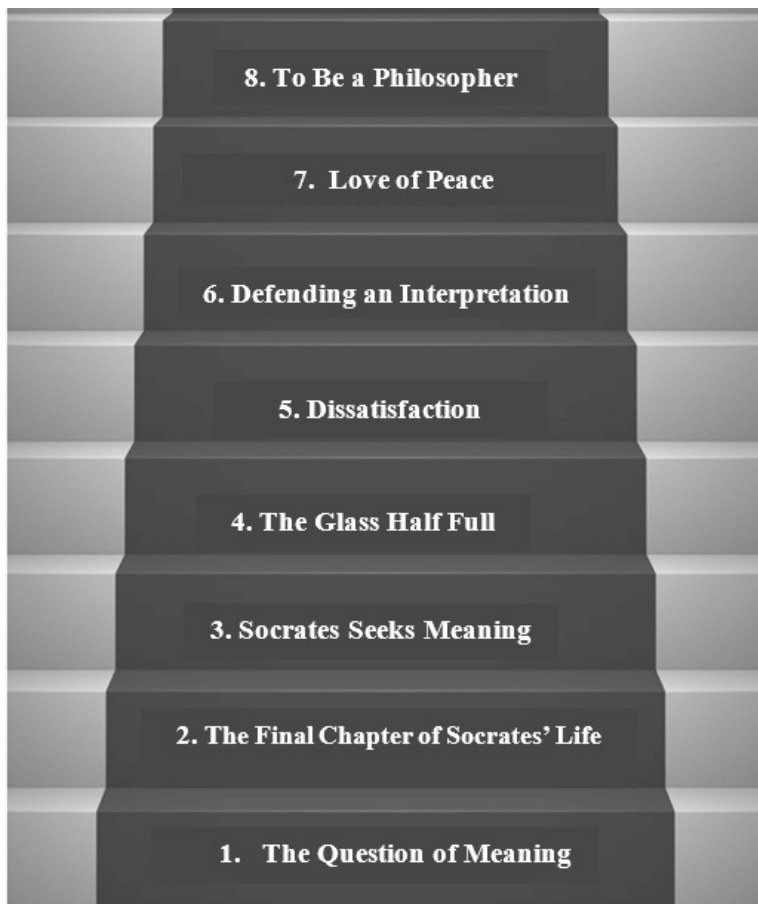 8. To Be a Philosopher
7. Love of Peace
6. Defending an Interpretation
5. Dissatisfaction
4. The Glass Half Full
3. Socrates Seeks Meaning
2. The Final Chapter of Socrates’ Life
1. The Question of Meaning